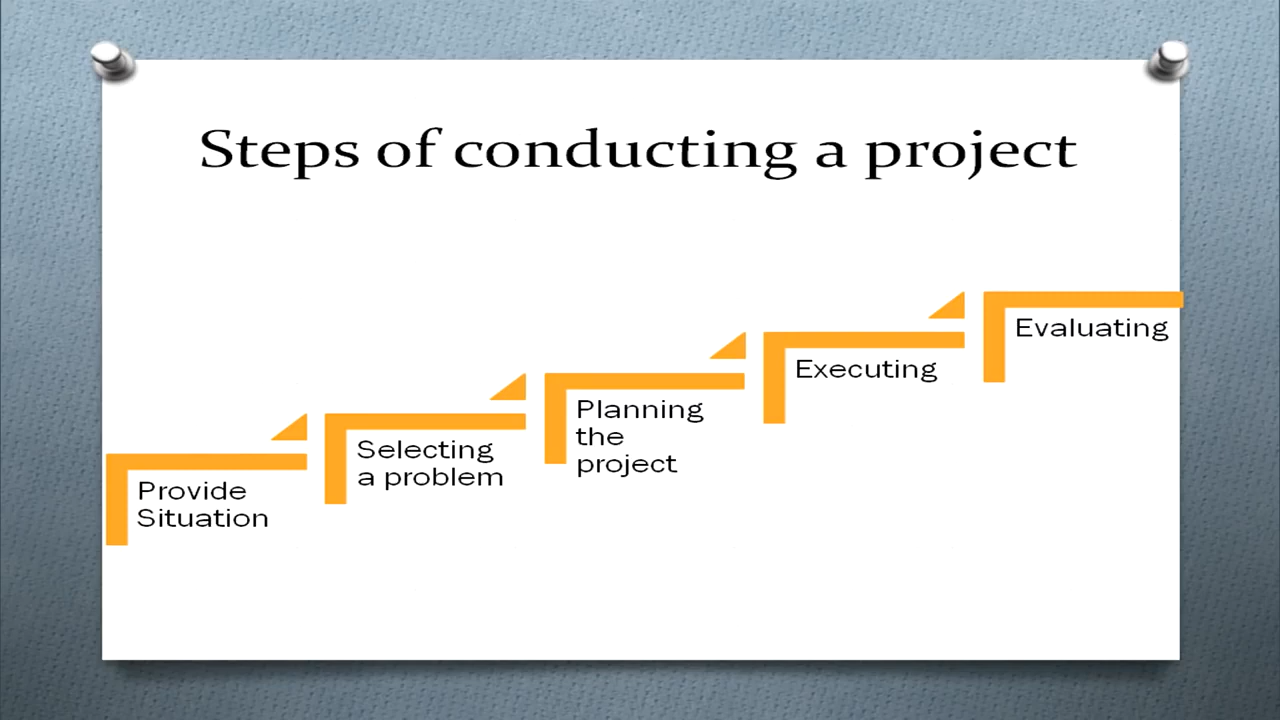 Steps of conducting a project
Provide
Situation
Selecting
a problem
Planning
the
project
Executing
Evaluating